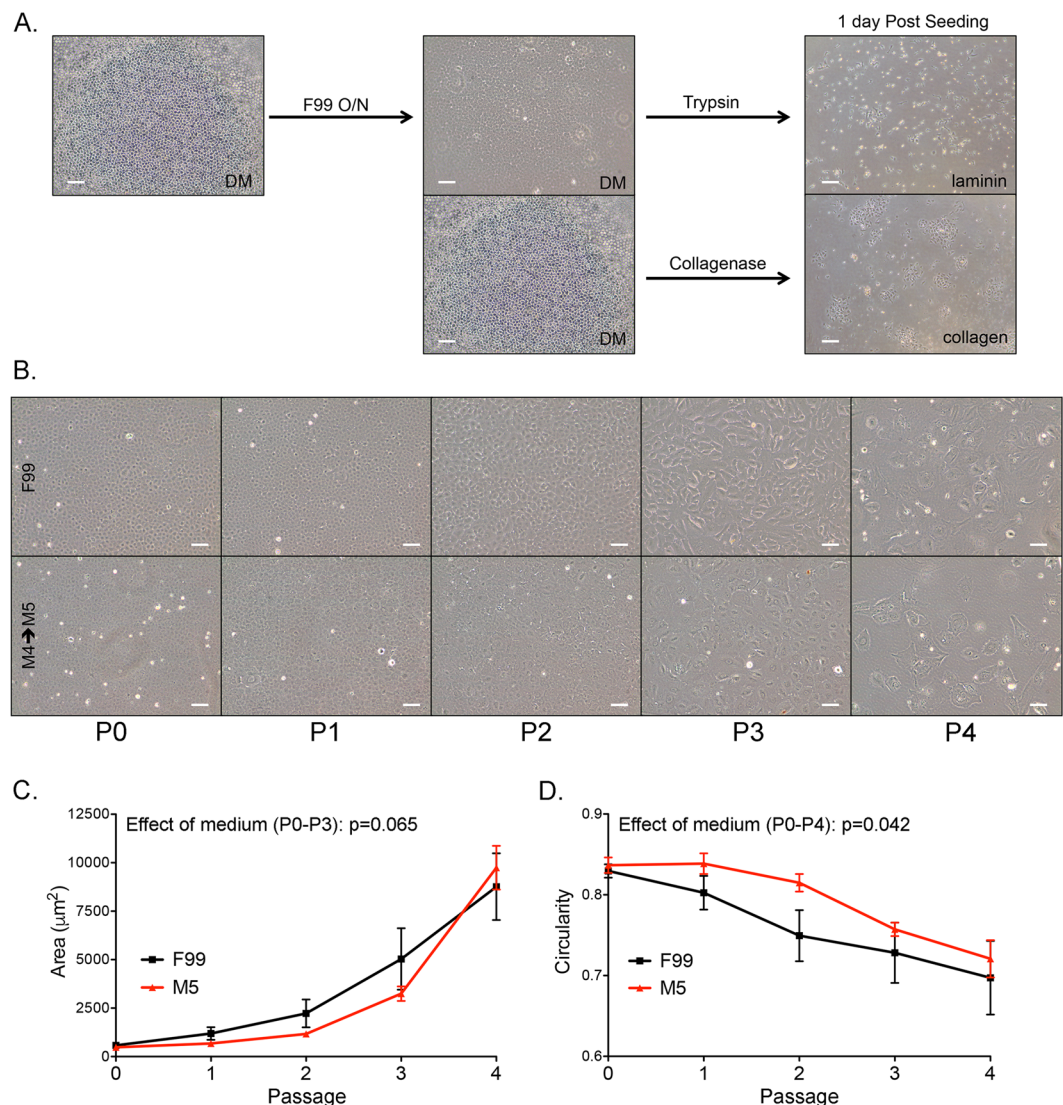 A.
1 day Post Seeding
F99 O/N
Trypsin
DM
DM
laminin
Collagenase
DM
collagen
B.
F99
M4➔M5
P0
P1
P2
P3
P4
C.
Effect of medium (P0-P3): p=0.065
12500
10000
7500
5000
2500
0
Area (μm²)
F99
M5
0
1
2
3
4
Passage
D.
Effect of medium (P0-P4): p=0.042
0.9
0.8
0.7
0.6
Circularity
F99
M5
0
1
2
3
4
Passage